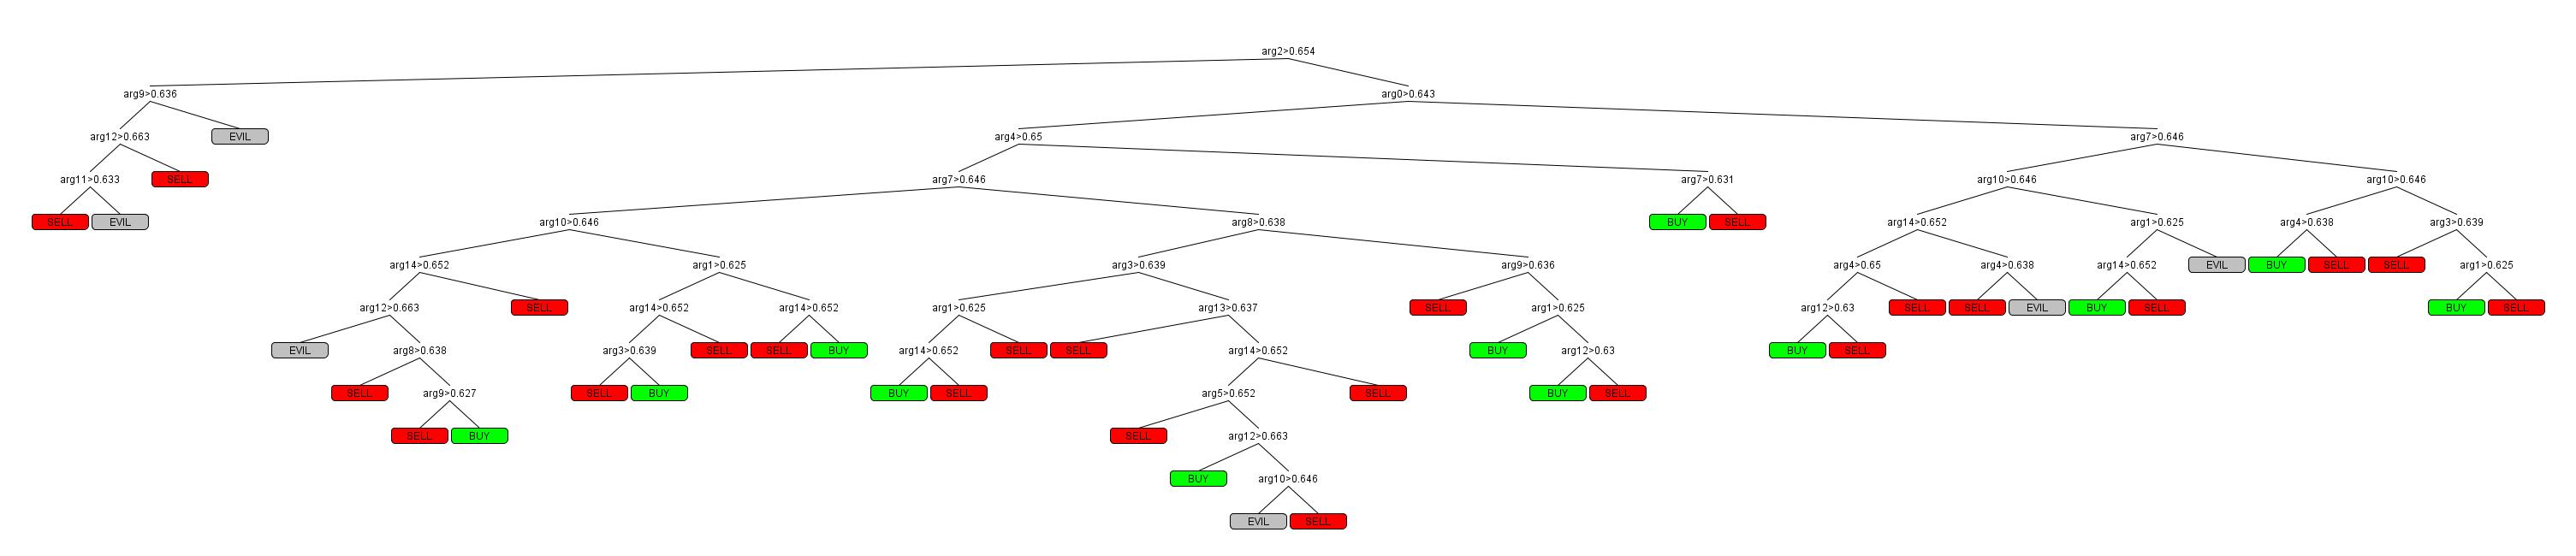 arg2>0.654
arg9>0.636 arg0>0.643
arg12>0.663 EVIL arg4>0.65 arg7>0.646
arg11>0.633 SELL arg7>0.646 arg7>0.631 arg10>0.646 arg10>0.646
SELL EVIL arg10>0.646 arg8>0.638 BUY SELL arg14>0.652 arg1>0.625 arg4>0.638 arg3>0.639
arg14>0.652 arg1>0.625 arg3>0.639 arg9>0.636 arg4>0.65 arg4>0.638 arg14>0.652 EVIL BUY SELL SELL arg1>0.625
arg12>0.663 SELL arg14>0.652 arg14>0.652 arg1>0.625 arg13>0.637 SELL arg1>0.625 arg12>0.63 SELL SELL EVIL BUY SELL BUY SELL
EVIL arg8>0.638 arg3>0.639 SELL SELL BUY arg14>0.652 SELL SELL arg14>0.652 BUY arg12>0.63 BUY SELL
SELL arg9>0.627 SELL BUY BUY SELL arg5>0.652 SELL BUY SELL
SELL BUY SELL arg12>0.663
BUY arg10>0.646
EVIL SELL